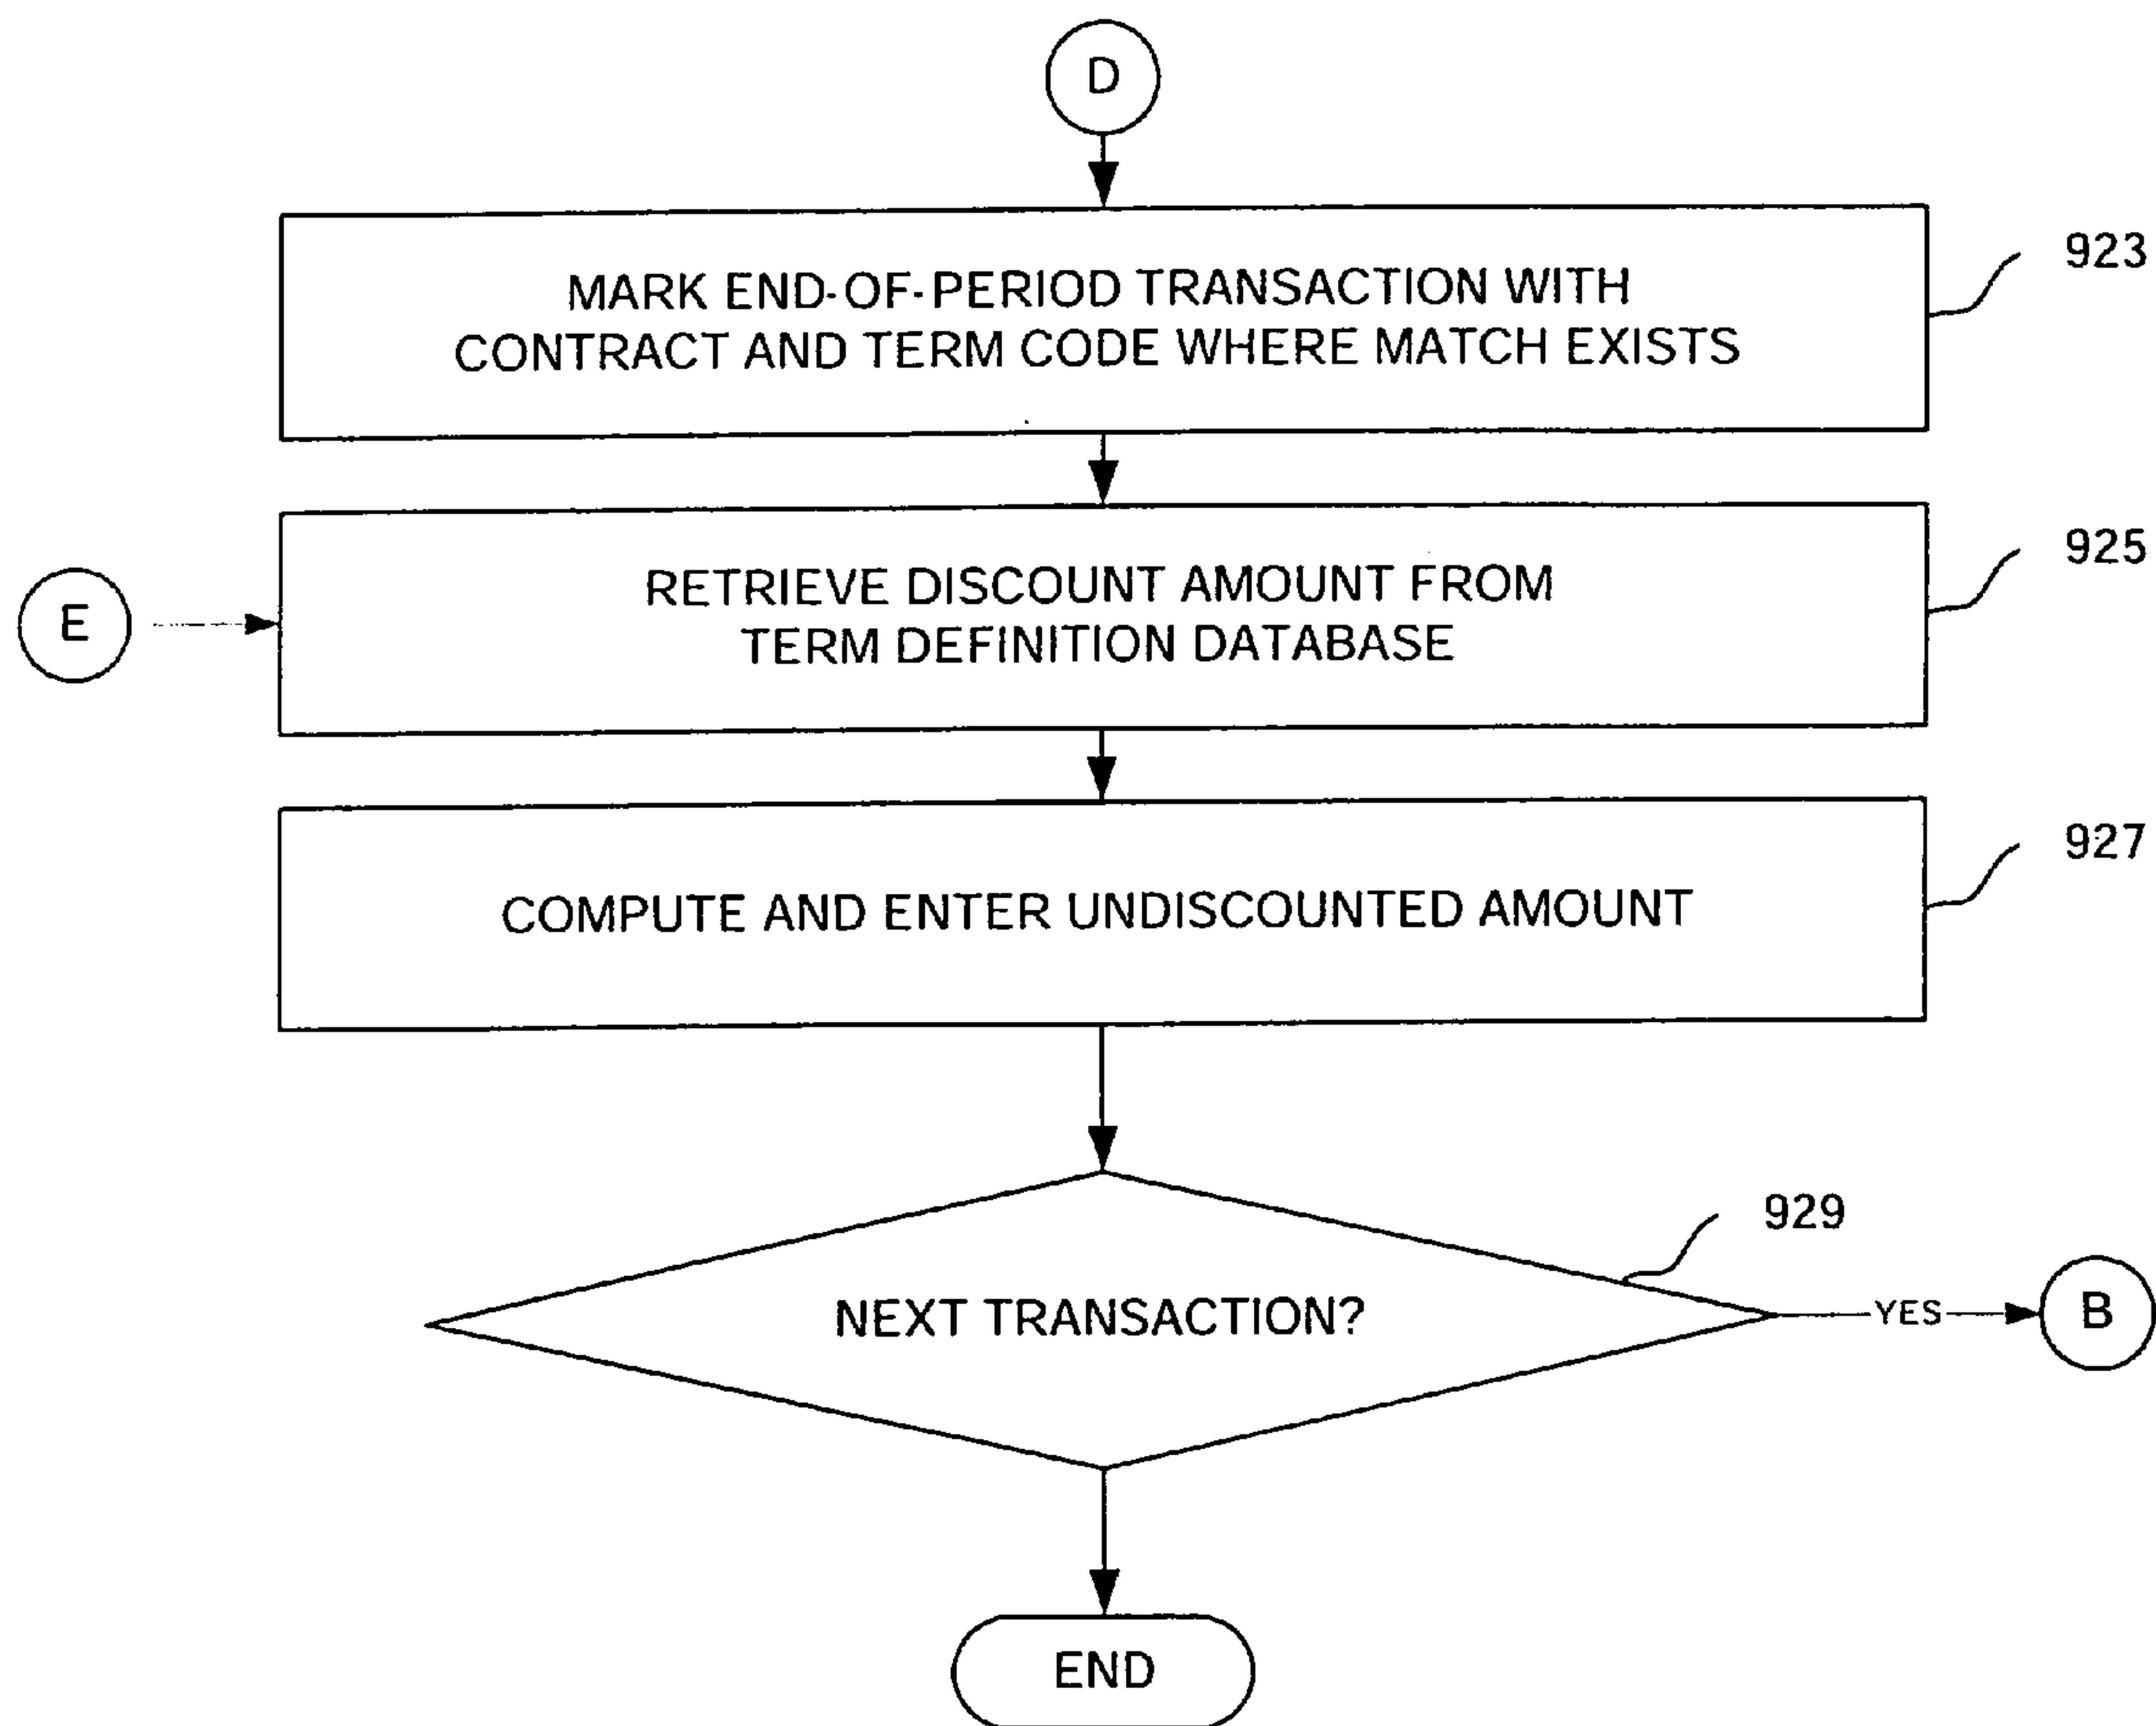 D
MARK END-OF-PERIOD TRANSACTION WITH
CONTRACT AND TERM CODE WHERE MATCH EXISTS
923
E
RETRIEVE DISCOUNT AMOUNT FROM
TERM DEFINITION DATABASE
925
COMPUTE AND ENTER UNDISCOUNTED AMOUNT
927
929
NEXT TRANSACTION?
YES
B
END